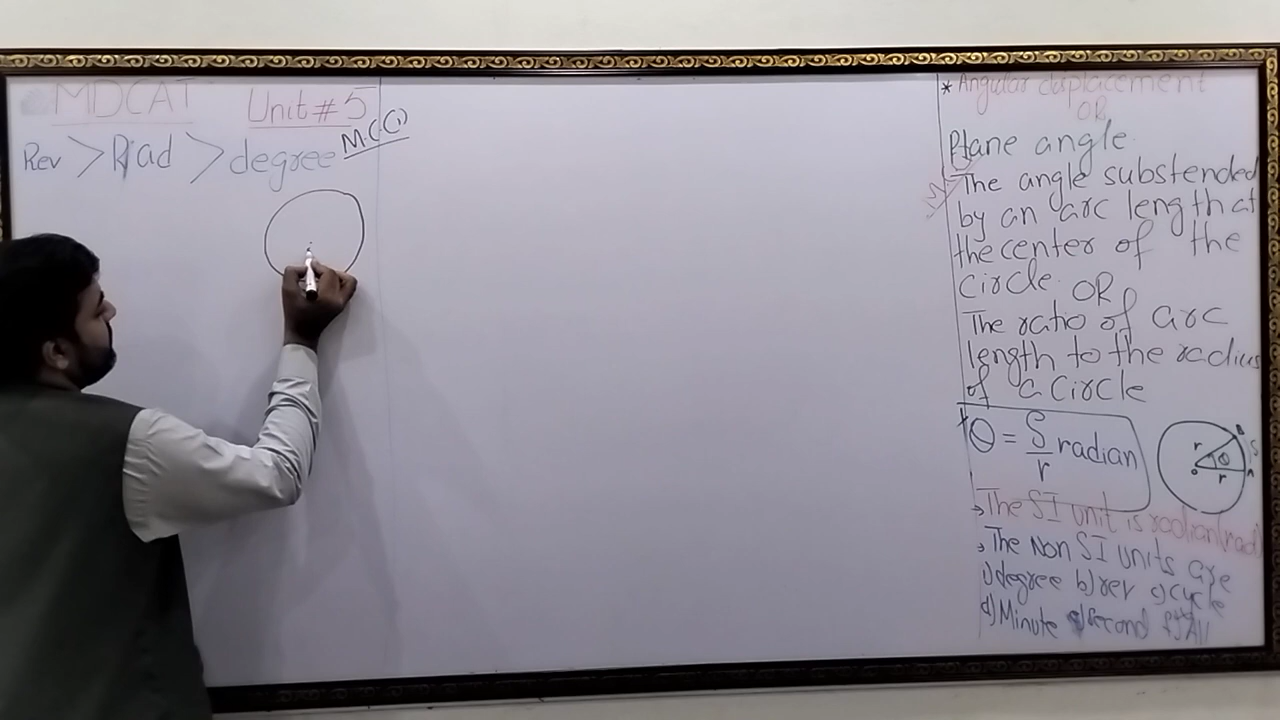 MDCAT
Unit # 5
Rev > Rad > degree M.C.Q
* Angular displacement
OR
Plane angle
The angle substended
by an arc length at
the center of the
circle. OR
The ratio of arc
length to the radius
of a circle
θ = S/r radian
r θ S B
o r A
→ The SI unit is radian(rad)
→ The Non SI units are
a) degree b) rev c) cycle
d) Minute e) Second f) All